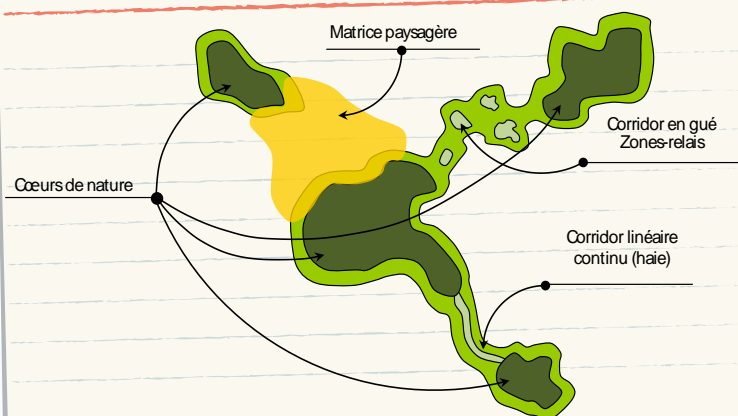 Matrice paysagère
Corridor en gué
Zones-relais
Cœurs de nature
Corridor linéaire
continu (haie)